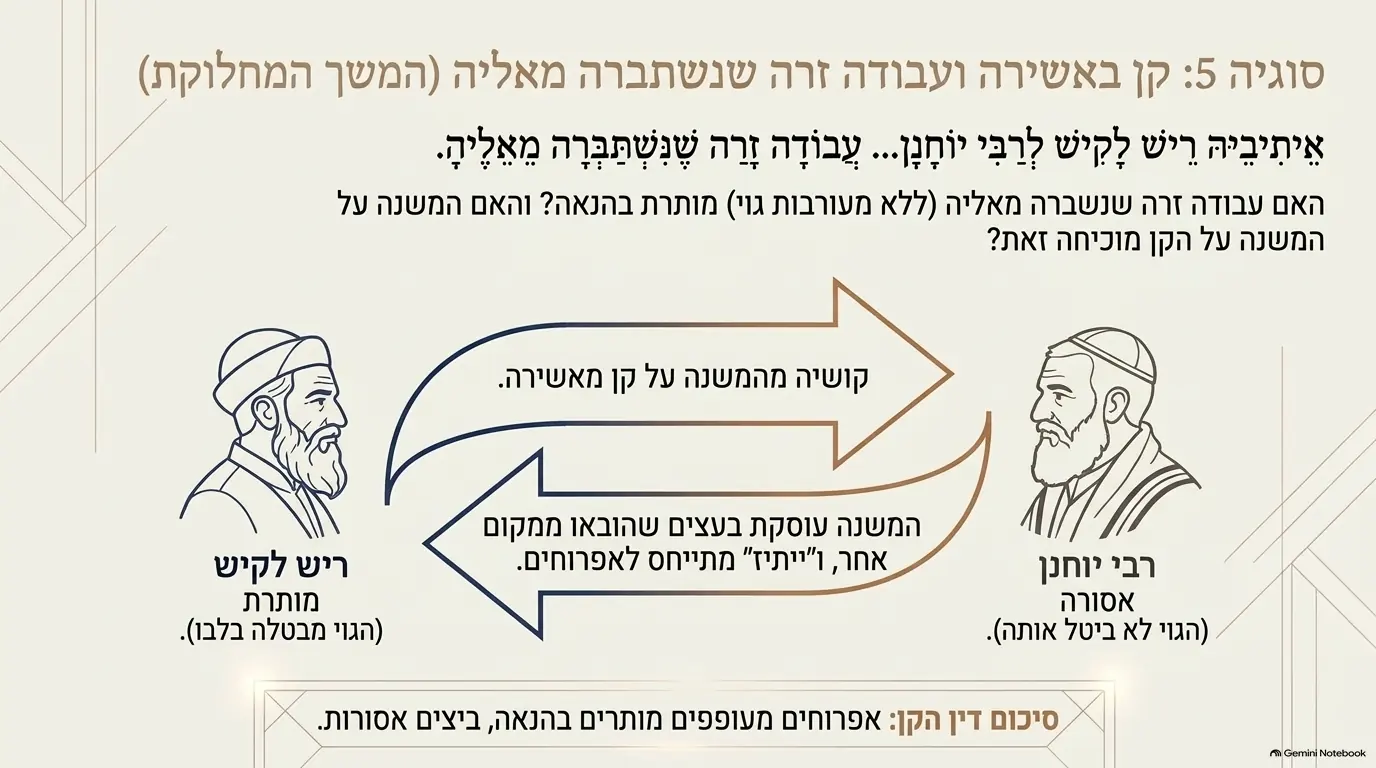 סוגיה 5: קן באשירה ועבודה זרה שנשתברה מאליה (המשך המחלוקת)
אֵיתִיבֵיהּ רֵישׁ לָקִישׁ לְרַבִּי יוֹחָנָן... עֲבוֹדָה זָרָה שֶׁנִּשְׁתַּבְּרָה מֵאֵלֶיהָ.
האם עבודה זרה שנשברה מאליה (ללא מעורבות גוי) מותרת בהנאה? והאם המשנה על
המשנה על הקן מוכיחה זאת?
קושיה מהמשנה על קן מאשירה.
המשנה עוסקת בעצים שהובאו ממקום
אחר, ו"ייתיז" מתייחס לאפרוחים.
רבי יוחנן
אסורה
(הגוי לא ביטל אותה).
ריש לקיש
מותרת
(הגוי מבטלה בלבו).
סיכום דין הקן: אפרוחים מעופפים מותרים בהנאה, ביצים אסורות.
Gemini Notebook